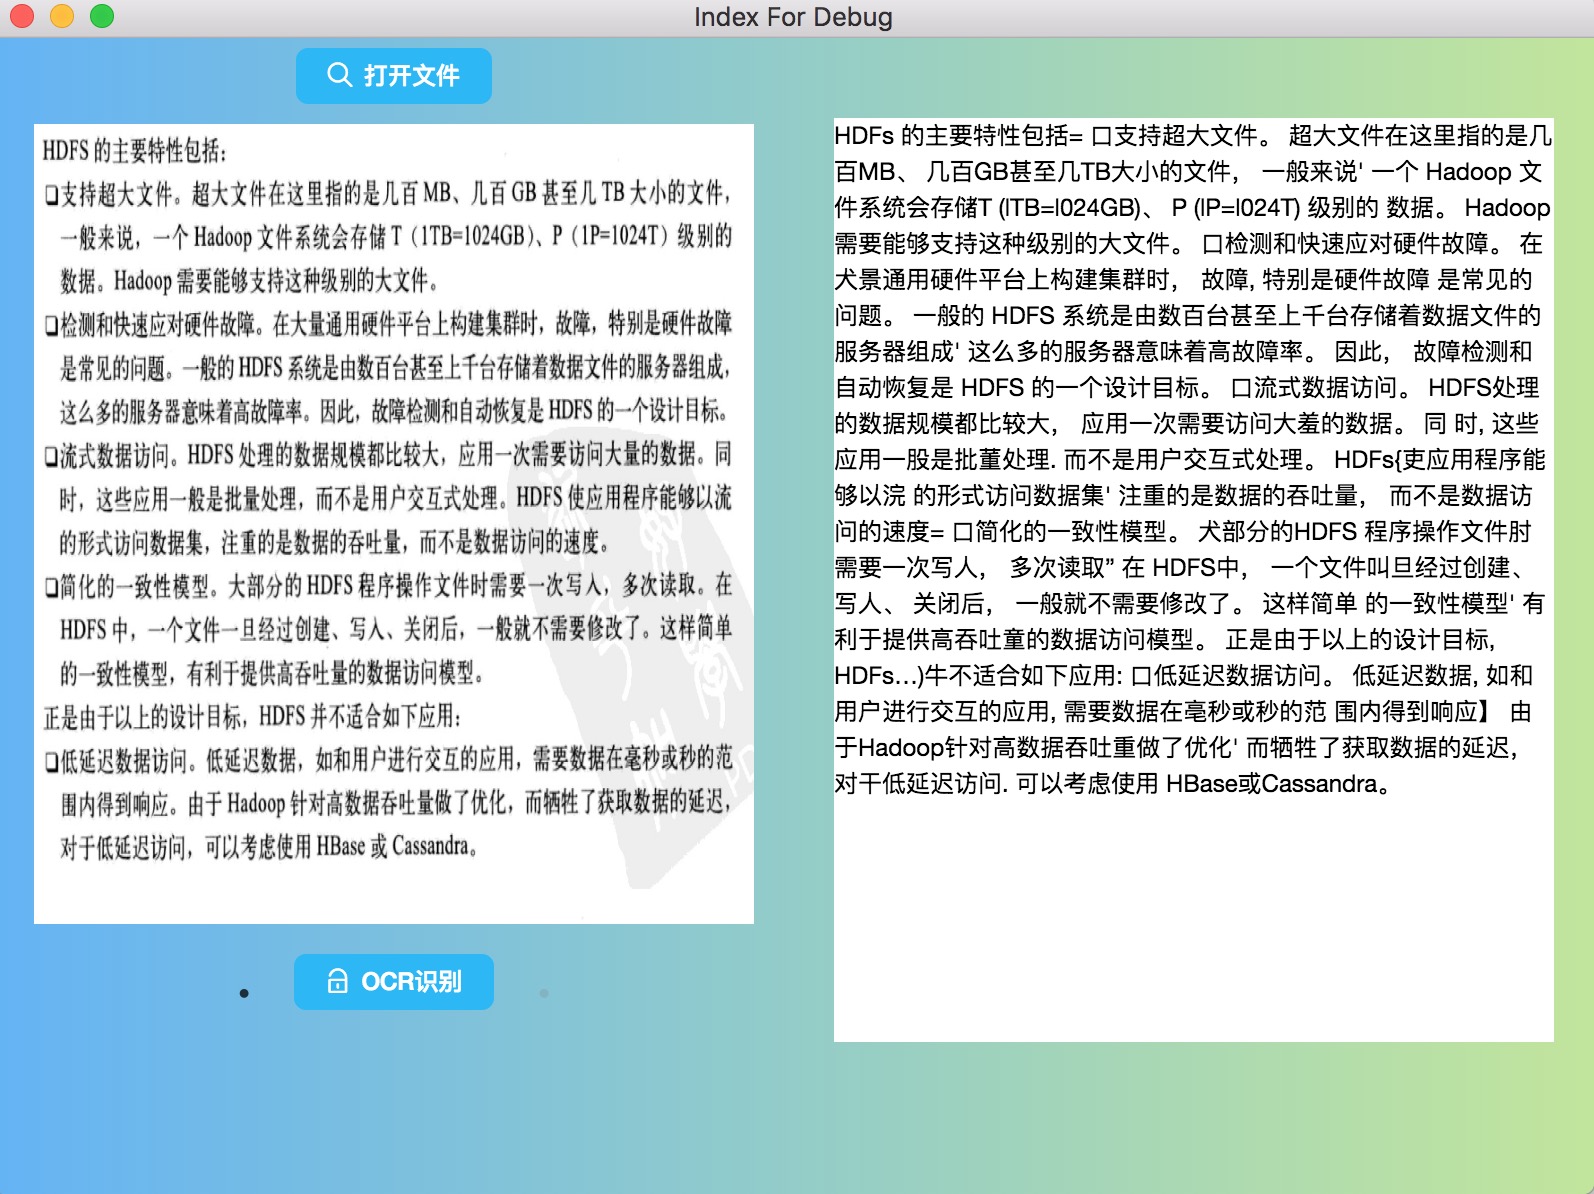 Index For Debug
打开文件
HDFS 的主要特性包括：
❑支持超大文件。超大文件在这里指的是几百 MB、几百 GB 甚至几 TB 大小的文件，
一般来说，一个 Hadoop 文件系统会存储 T（1TB=1024GB）、P（1P=1024T）级别的
数据。Hadoop 需要能够支持这种级别的大文件。
❑检测和快速应对硬件故障。在大量通用硬件平台上构建集群时，故障，特别是硬件故障
是常见的问题。一般的 HDFS 系统是由数百台甚至上千台存储着数据文件的服务器组成，
这么多的服务器意味着高故障率。因此，故障检测和自动恢复是 HDFS 的一个设计目标。
❑流式数据访问。HDFS 处理的数据规模都比较大，应用一次需要访问大量的数据。同
时，这些应用一般是批量处理，而不是用户交互式处理。HDFS 使应用程序能够以流
的形式访问数据集，注重的是数据的吞吐量，而不是数据访问的速度。
❑简化的一致性模型。大部分的 HDFS 程序操作文件时需要一次写入，多次读取。在
HDFS 中，一个文件一旦经过创建、写入、关闭后，一般就不需要修改了。这样简单
的一致性模型，有利于提供高吞吐量的数据访问模型。
正是由于以上的设计目标，HDFS 并不适合如下应用：
❑低延迟数据访问。低延迟数据，如和用户进行交互的应用，需要数据在毫秒或秒的范
围内得到响应。由于 Hadoop 针对高数据吞吐量做了优化，而牺牲了获取数据的延迟，
对于低延迟访问，可以考虑使用 HBase 或 Cassandra。
OCR识别
HDFs 的主要特性包括= 口支持超大文件。 超大文件在这里指的是几
百MB、 几百GB甚至几TB大小的文件， 一般来说' 一个 Hadoop 文
件系统会存储T (lTB=l024GB)、 P (lP=l024T) 级别的 数据。 Hadoop
需要能够支持这种级别的大文件。 口检测和快速应对硬件故障。 在
犬景通用硬件平台上构建集群时， 故障, 特别是硬件故障 是常见的
问题。 一般的 HDFS 系统是由数百台甚至上千台存储着数据文件的
服务器组成' 这么多的服务器意味着高故障率。 因此， 故障检测和
自动恢复是 HDFS 的一个设计目标。 口流式数据访问。 HDFS处理
的数据规模都比较大， 应用一次需要访问大羞的数据。 同 时, 这些
应用一股是批董处理. 而不是用户交互式处理。 HDFs{吏应用程序能
够以浣 的形式访问数据集' 注重的是数据的吞吐量， 而不是数据访
问的速度= 口简化的一致性模型。 犬部分的HDFS 程序操作文件肘
需要一次写人， 多次读取” 在 HDFS中， 一个文件叫旦经过创建、
写人、 关闭后， 一般就不需要修改了。 这样简单 的一致性模型' 有
利于提供高吞吐童的数据访问模型。 正是由于以上的设计目标,
HDFs...)牛不适合如下应用: 口低延迟数据访问。 低延迟数据, 如和
用户进行交互的应用, 需要数据在毫秒或秒的范 围内得到响应】 由
于Hadoop针对高数据吞吐重做了优化' 而牺牲了获取数据的延迟,
对干低延迟访问. 可以考虑使用 HBase或Cassandra。